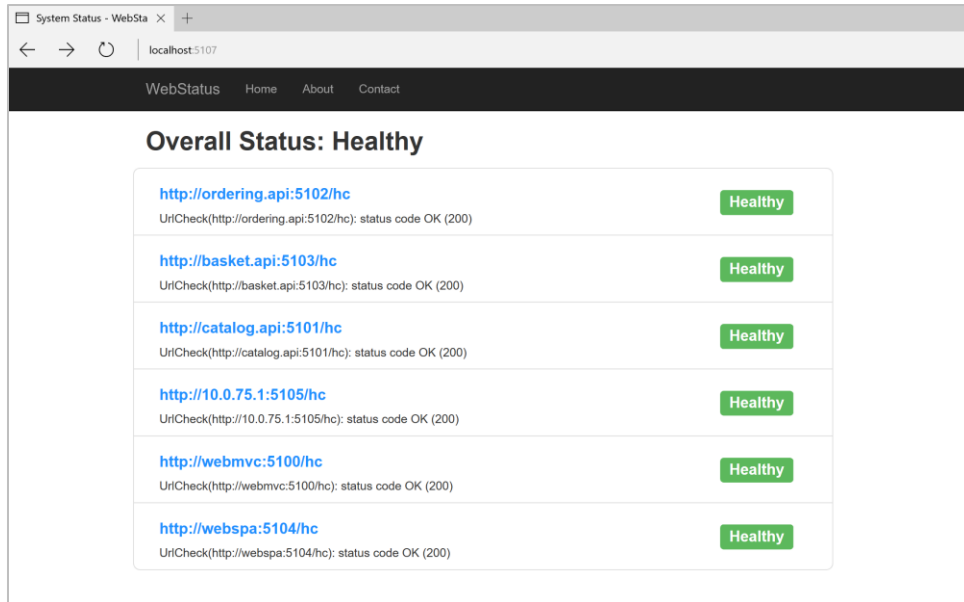 System Status - WebSta
localhost:5107
WebStatus Home About Contact
Overall Status: Healthy
http://ordering.api:5102/hc
Healthy
UrlCheck(http://ordering.api:5102/hc): status code OK (200)
http://basket.api:5103/hc
Healthy
UrlCheck(http://basket.api:5103/hc): status code OK (200)
http://catalog.api:5101/hc
Healthy
UrlCheck(http://catalog.api:5101/hc): status code OK (200)
http://10.0.75.1:5105/hc
Healthy
UrlCheck(http://10.0.75.1:5105/hc): status code OK (200)
http://webmvc:5100/hc
Healthy
UrlCheck(http://webmvc:5100/hc): status code OK (200)
http://webspa:5104/hc
Healthy
UrlCheck(http://webspa:5104/hc): status code OK (200)